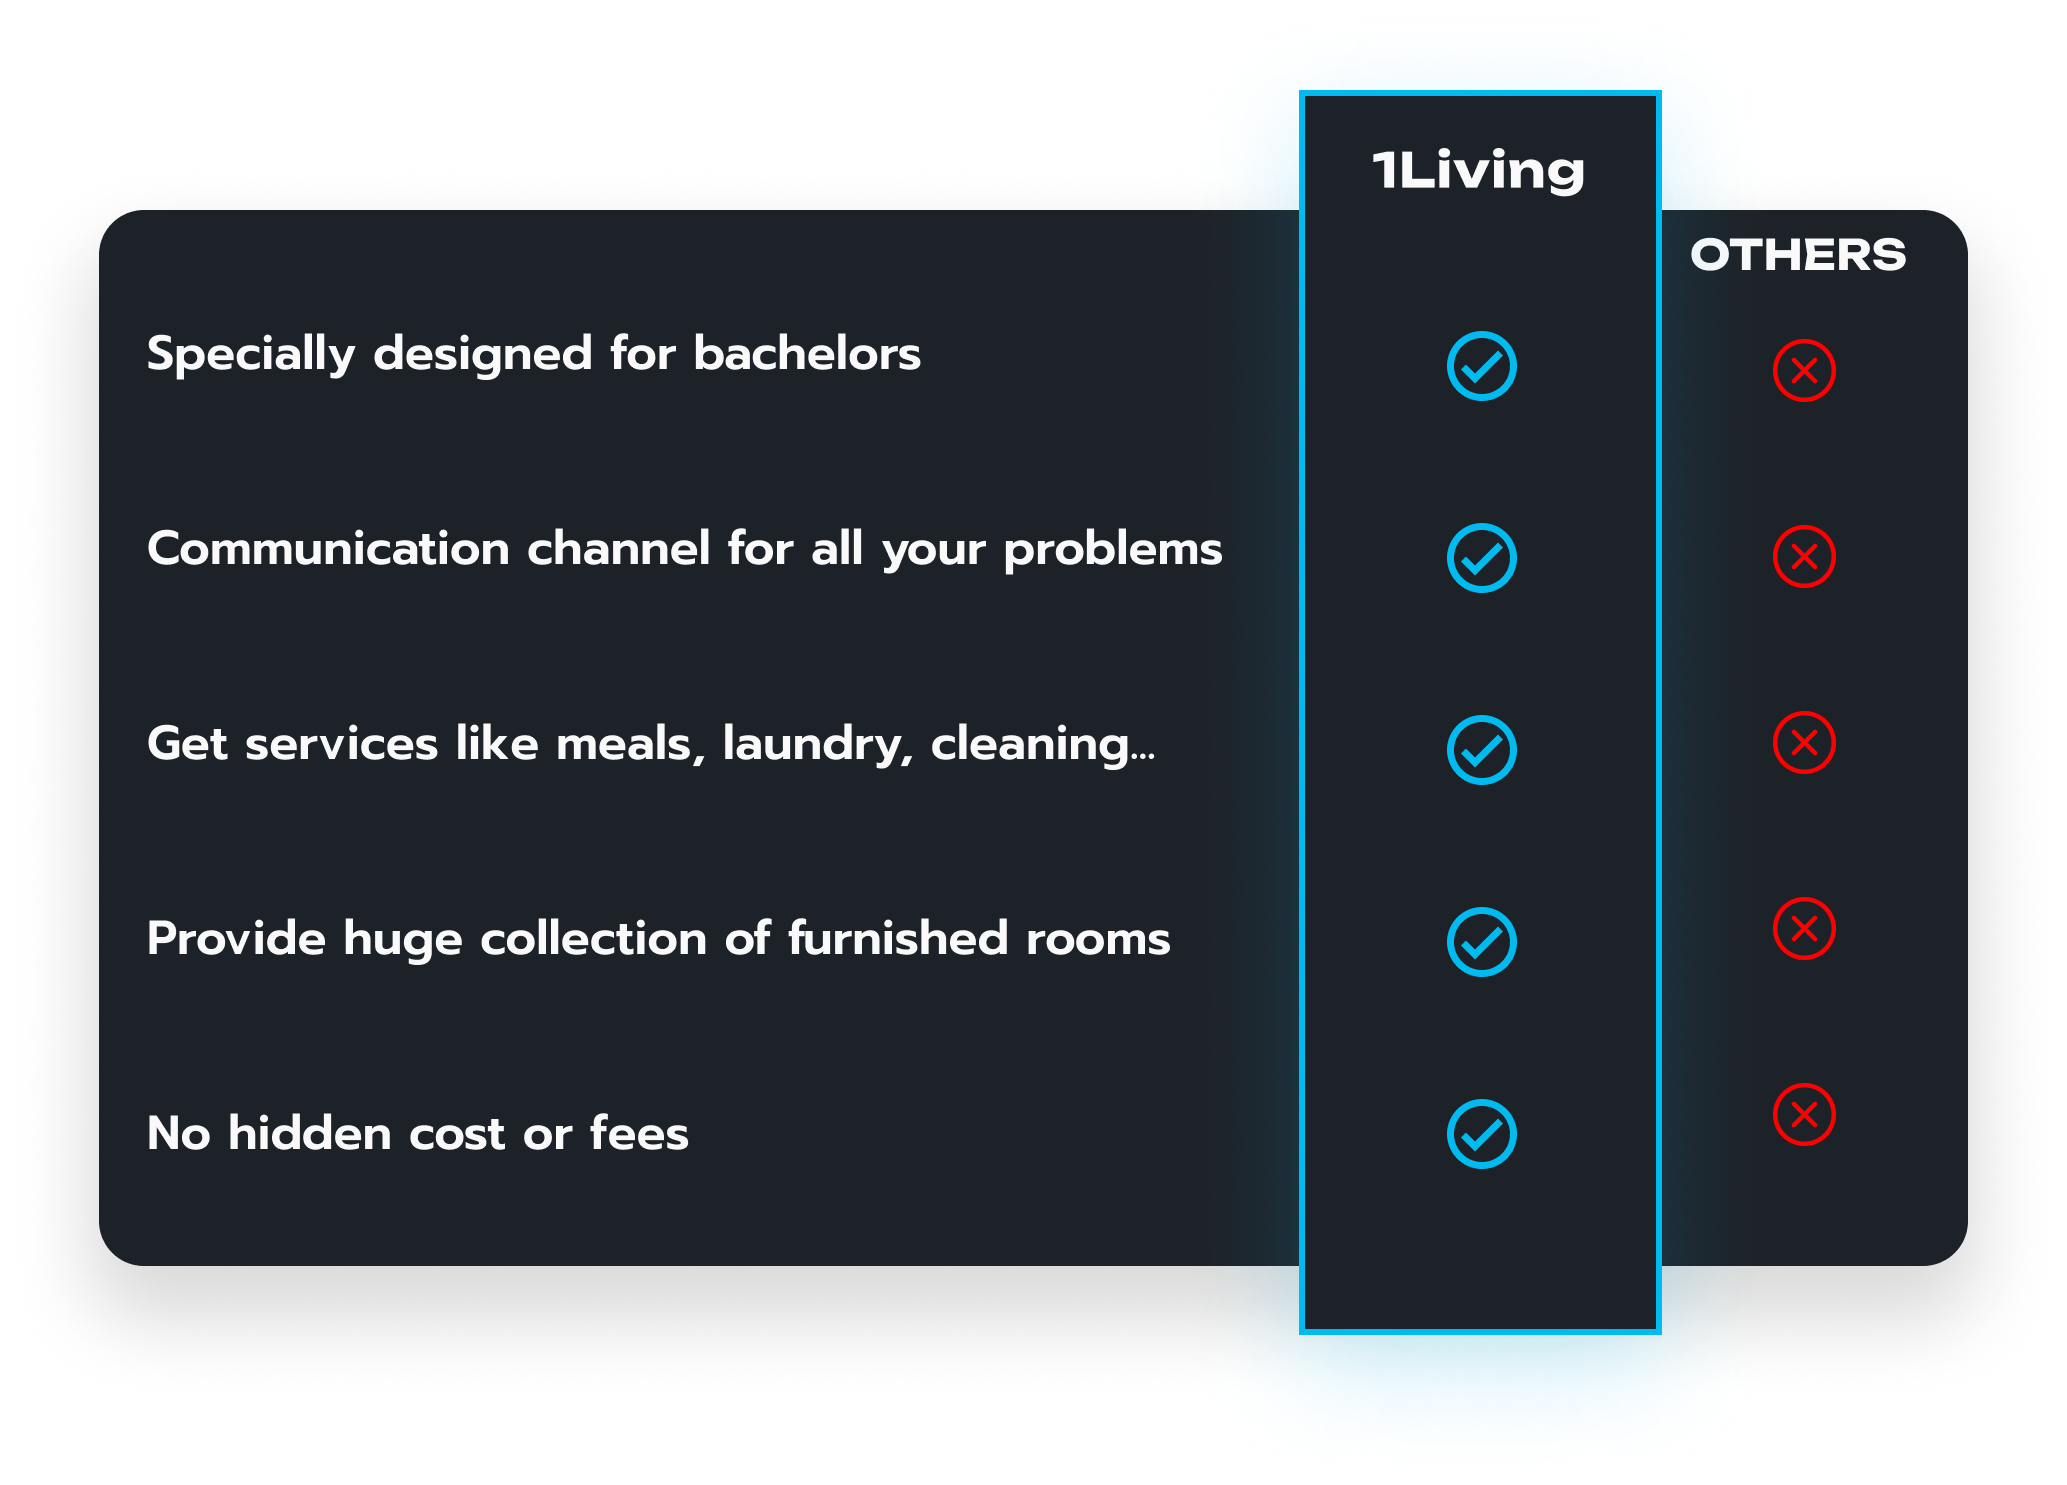 1Living
OTHERS
Specially designed for bachelors
Communication channel for all your problems
Get services like meals, laundry, cleaning...
Provide huge collection of furnished rooms
No hidden cost or fees